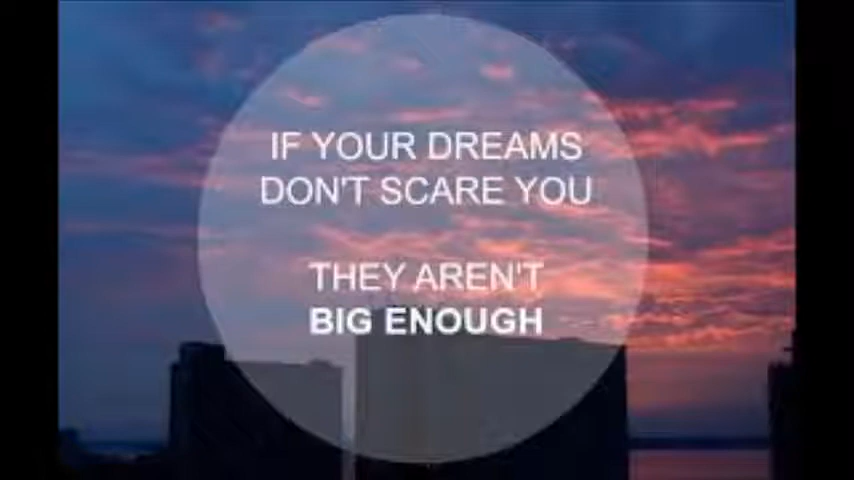 IF YOUR DREAMS
DON'T SCARE YOU
THEY AREN'T
BIG ENOUGH